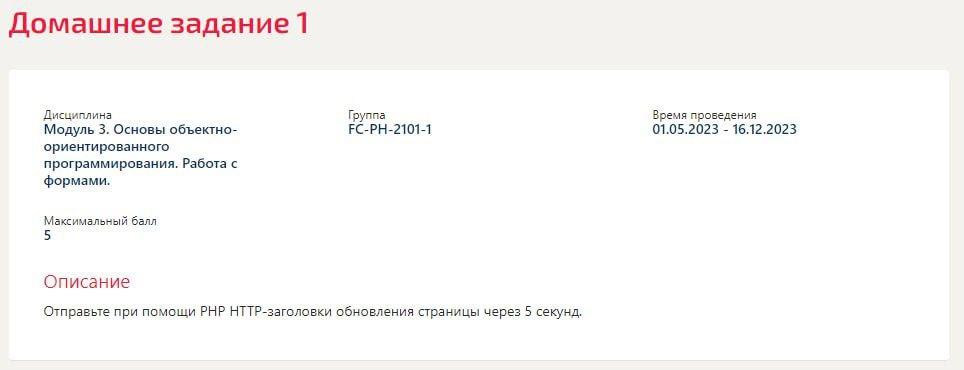 Домашнее задание 1
Дисциплина
Модуль 3. Основы объектно-
ориентированного
программирования. Работа с
формами.
Группа
FC-PH-2101-1
Время проведения
01.05.2023 - 16.12.2023
Максимальный балл
5
Описание
Отправьте при помощи PHP HTTP-заголовки обновления страницы через 5 секунд.